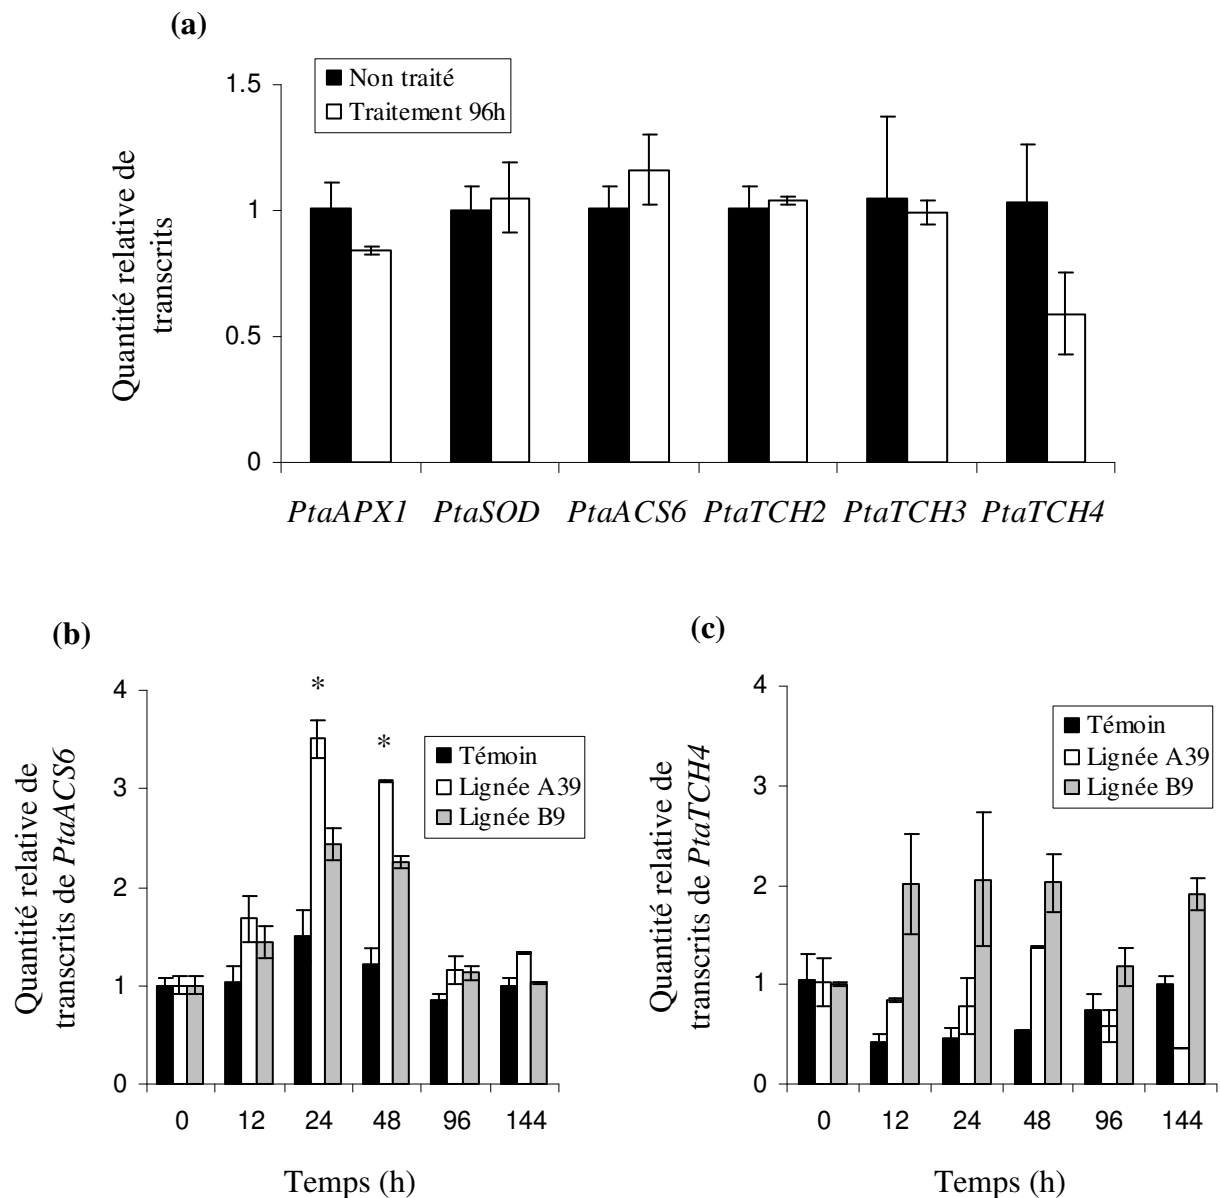 (a)
Non traité
Traitement 96h
Quantité relative de
transcrits
1.5
1
0.5
0
PtaAPX1 PtaSOD PtaACS6 PtaTCH2 PtaTCH3 PtaTCH4
(b)
Quantité relative de
transcrits de PtaACS6
4
3
2
1
0
* *
Témoin
Lignée A39
Lignée B9
0 12 24 48 96 144
Temps (h)
(c)
Quantité relative de
transcrits de PtaTCH4
4
3
2
1
0
Témoin
Lignée A39
Lignée B9
0 12 24 48 96 144
Temps (h)